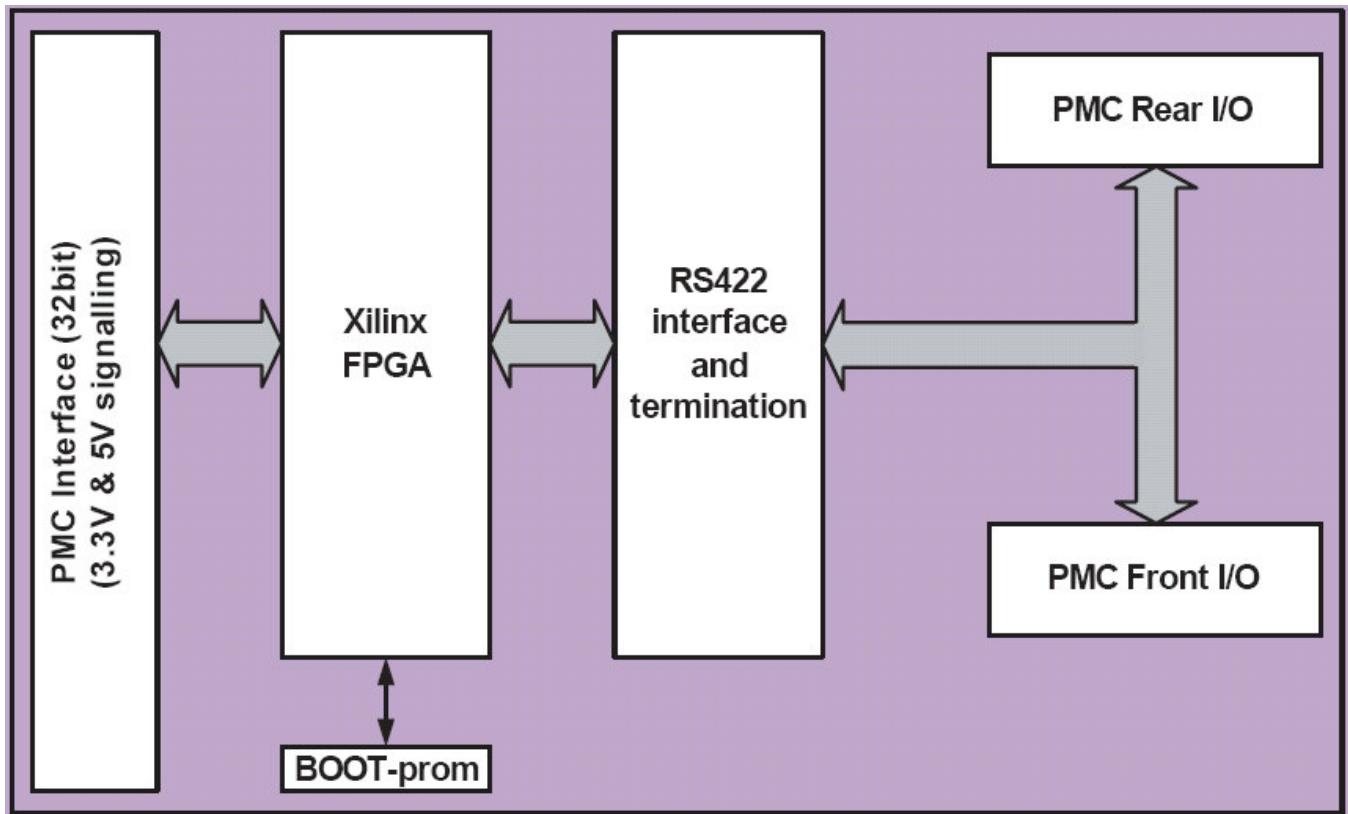 PMC Interface (32bit)
(3.3V & 5V signalling)
Xilinx
FPGA
BOOT-prom
RS422
interface
and
termination
PMC Rear I/O
PMC Front I/O